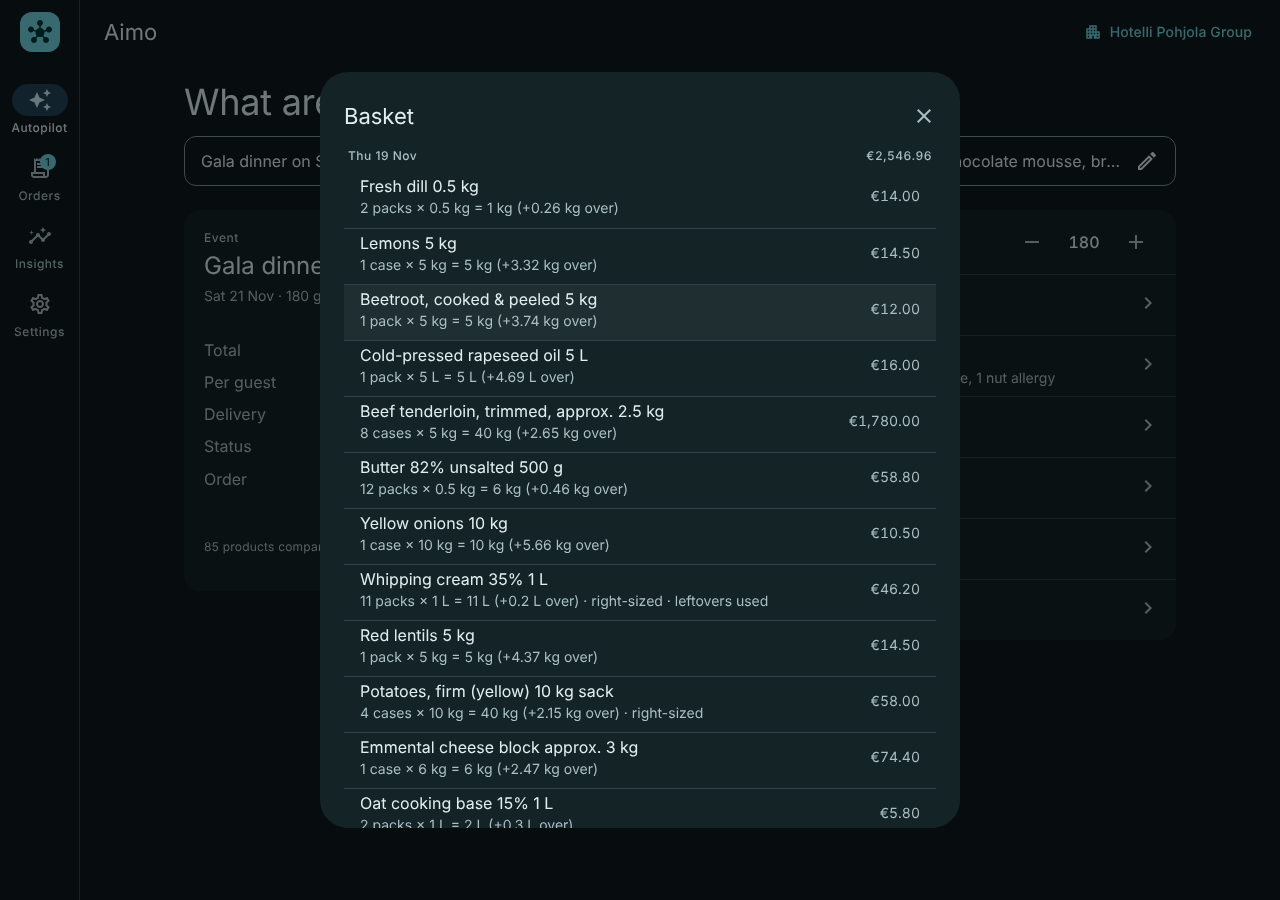 Aimo
Hotelli Pohjola Group
Autopilot
1
Orders
Insights
Settings
What are
Gala dinner on S
ocolate mousse, br...
Event
Gala dinne
Sat 21 Nov · 180 g
Total
Per guest
Delivery
Status
Order
85 products compar
180
e, 1 nut allergy
Basket
Thu 19 Nov €2,546.96
Fresh dill 0.5 kg €14.00
2 packs × 0.5 kg = 1 kg (+0.26 kg over)
Lemons 5 kg €14.50
1 case × 5 kg = 5 kg (+3.32 kg over)
Beetroot, cooked & peeled 5 kg €12.00
1 pack × 5 kg = 5 kg (+3.74 kg over)
Cold-pressed rapeseed oil 5 L €16.00
1 pack × 5 L = 5 L (+4.69 L over)
Beef tenderloin, trimmed, approx. 2.5 kg €1,780.00
8 cases × 5 kg = 40 kg (+2.65 kg over)
Butter 82% unsalted 500 g €58.80
12 packs × 0.5 kg = 6 kg (+0.46 kg over)
Yellow onions 10 kg €10.50
1 case × 10 kg = 10 kg (+5.66 kg over)
Whipping cream 35% 1 L €46.20
11 packs × 1 L = 11 L (+0.2 L over) · right-sized · leftovers used
Red lentils 5 kg €14.50
1 pack × 5 kg = 5 kg (+4.37 kg over)
Potatoes, firm (yellow) 10 kg sack €58.00
4 cases × 10 kg = 40 kg (+2.15 kg over) · right-sized
Emmental cheese block approx. 3 kg €74.40
1 case × 6 kg = 6 kg (+2.47 kg over)
Oat cooking base 15% 1 L €5.80
2 packs × 1 L = 2 L (+0.3 L over)